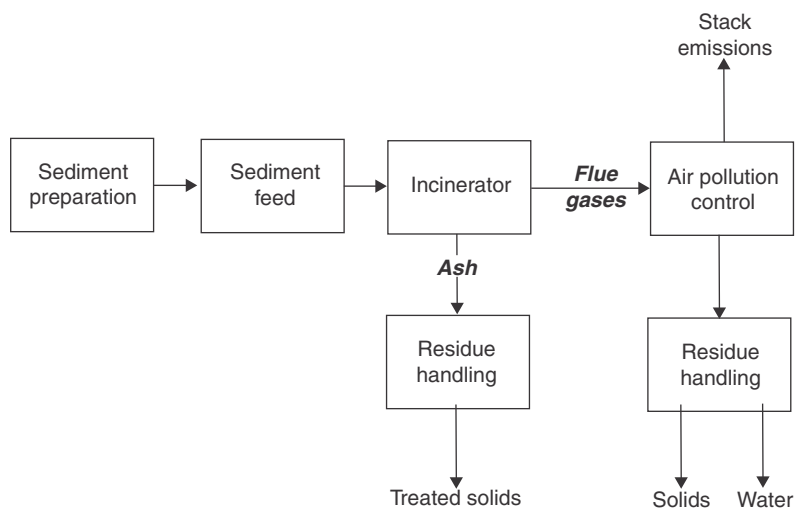 Stack
emissions
Sediment
preparation
Sediment
feed
Incinerator
Flue
gases
Air pollution
control
Ash
Residue
handling
Residue
handling
Treated solids
Solids
Water